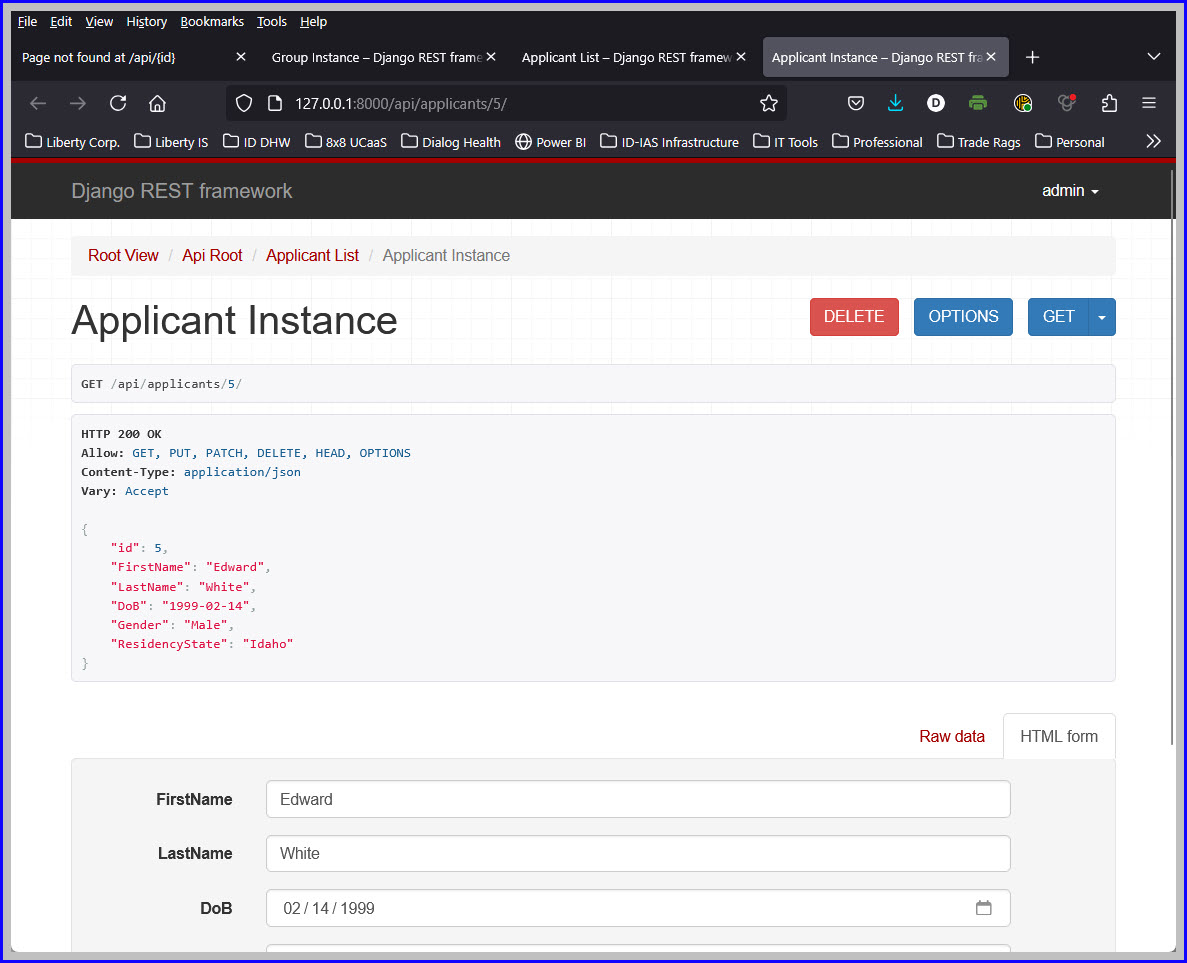 File Edit View History Bookmarks Tools Help
Page not found at /api/{id} Group Instance – Django REST frame Applicant List – Django REST framew Applicant Instance – Django REST fra
127.0.0.1:8000/api/applicants/5/
Liberty Corp. Liberty IS ID DHW 8x8 UCaaS Dialog Health Power BI ID-IAS Infrastructure IT Tools Professional Trade Rags Personal
Django REST framework admin
Root View / Api Root / Applicant List / Applicant Instance
Applicant Instance DELETE OPTIONS GET
GET /api/applicants/5/
HTTP 200 OK
Allow: GET, PUT, PATCH, DELETE, HEAD, OPTIONS
Content-Type: application/json
Vary: Accept
{
"id": 5,
"FirstName": "Edward",
"LastName": "White",
"DoB": "1999-02-14",
"Gender": "Male",
"ResidencyState": "Idaho"
}
Raw data HTML form
FirstName Edward
LastName White
DoB 02 / 14 / 1999